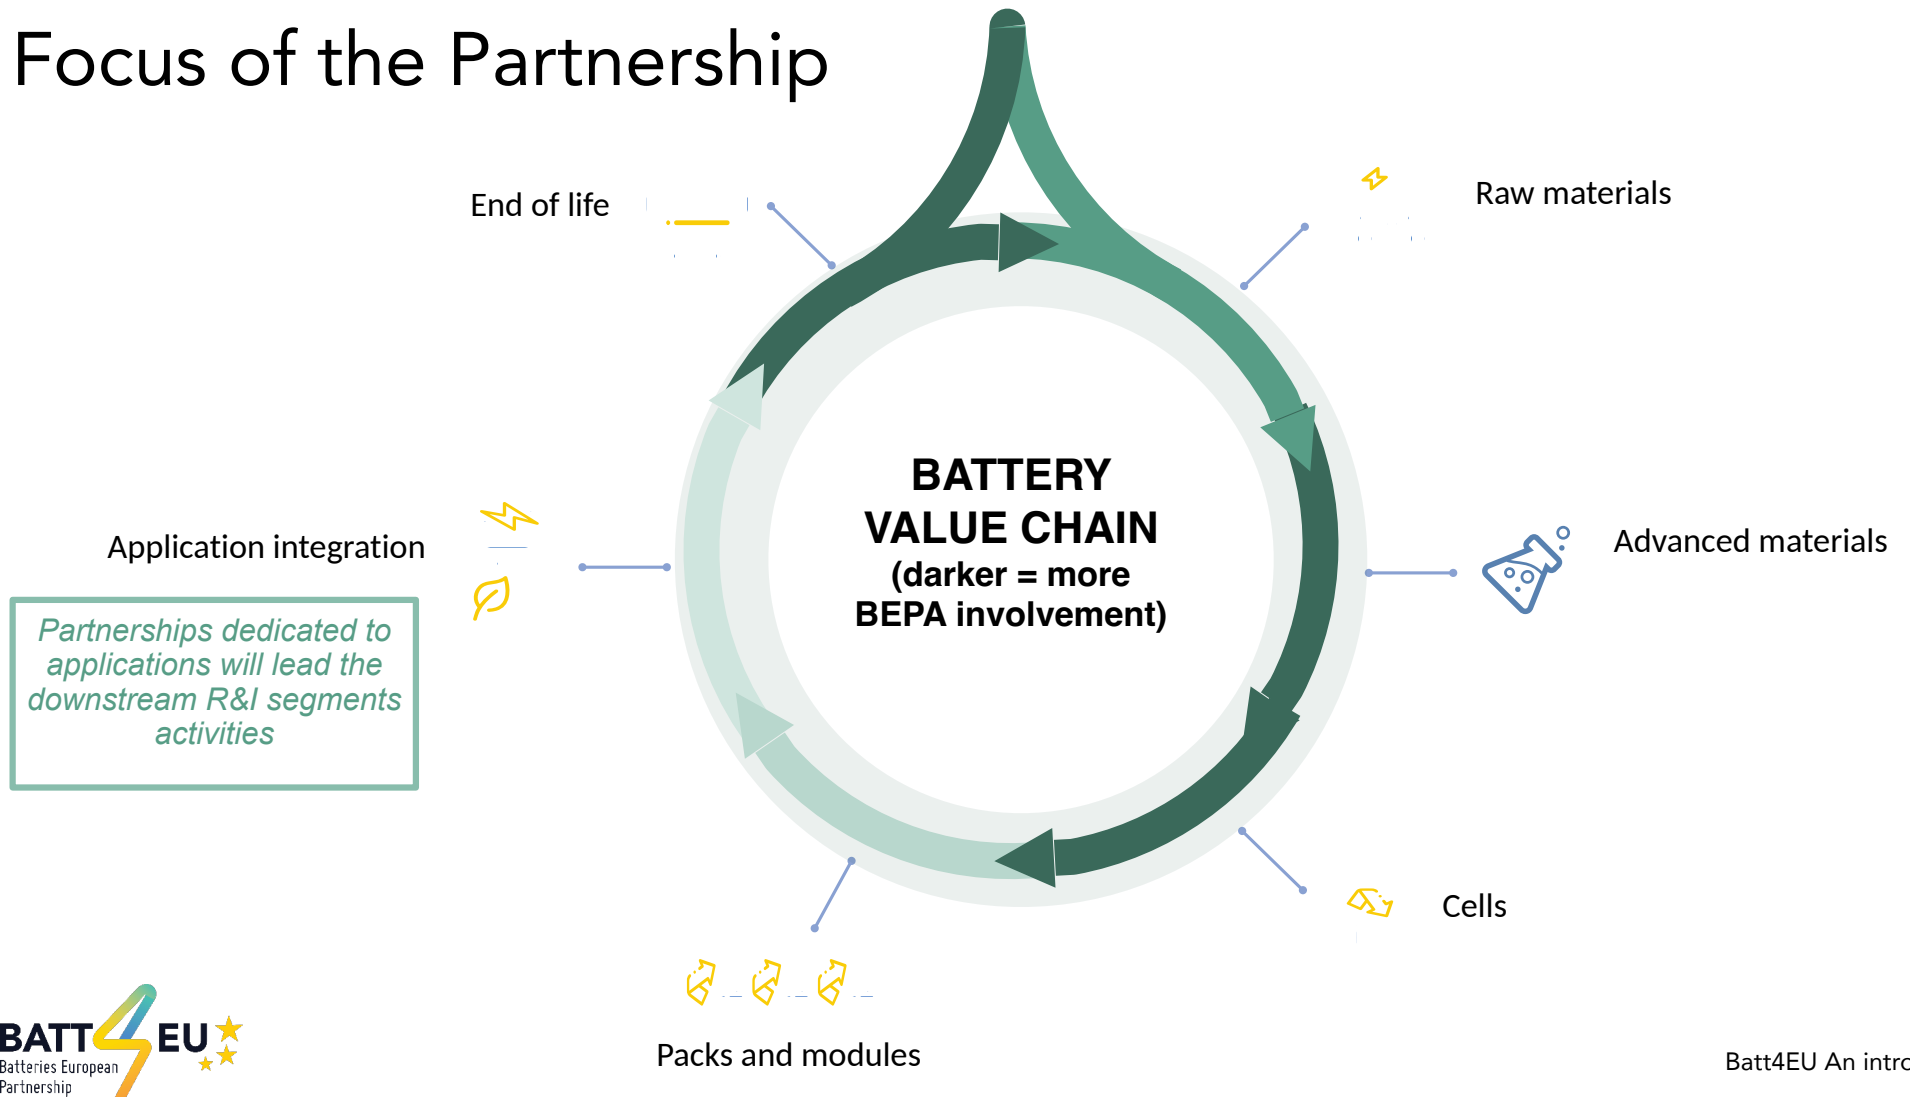 Focus of the Partnership
End of life
Raw materials
BATTERY
VALUE CHAIN
(darker = more
BEPA involvement)
Application integration
Advanced materials
Partnerships dedicated to
applications will lead the
downstream R&I segments
activities
Cells
Packs and modules
BATT4EU
Batteries European
Partnership
Batt4EU An intro